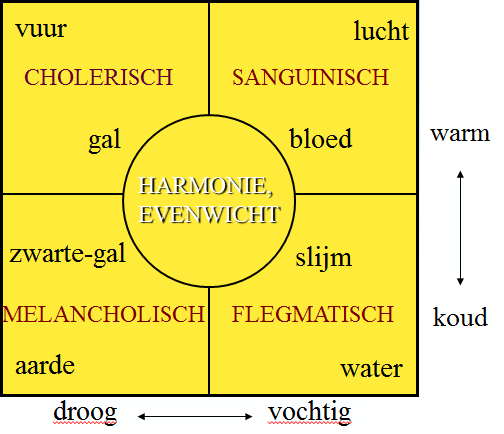 vuur
lucht
CHOLERISCH
SANGUINISCH
gal
bloed
warm
HARMONIE,
EVENWICHT
zwarte-gal
slijm
MELANCHOLISCH
FLEGMATISCH
koud
aarde
water
droog
vochtig